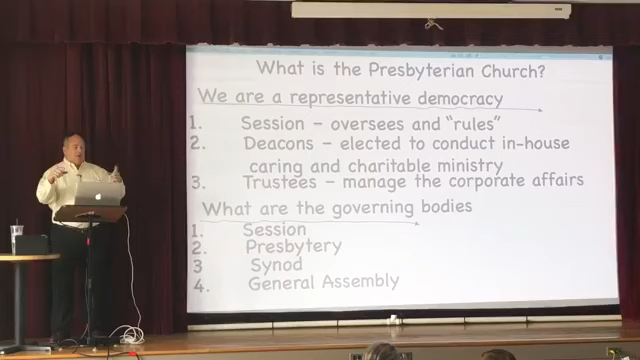 What is the Presbyterian Church?
We are a representative democracy
1. Session – oversees and "rules"
2. Deacons – elected to conduct in-house
caring and charitable ministry
3. Trustees – manage the corporate affairs
What are the governing bodies
1. Session
2. Presbytery
3 Synod
4. General Assembly